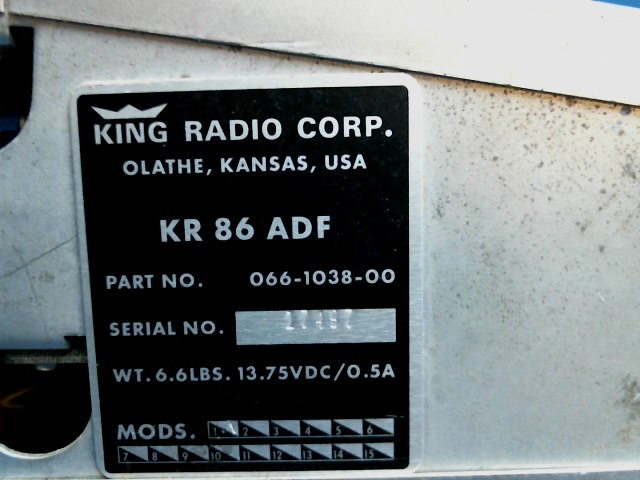 KING RADIO CORP.
OLATHE, KANSAS, USA
KR 86 ADF
PART NO. 066-1038-00
SERIAL NO.
WT. 6.6LBS. 13.75VDC/0.5A
MODS. 1 2 3 4 5 6
7 8 9 10 11 12 13 14 15